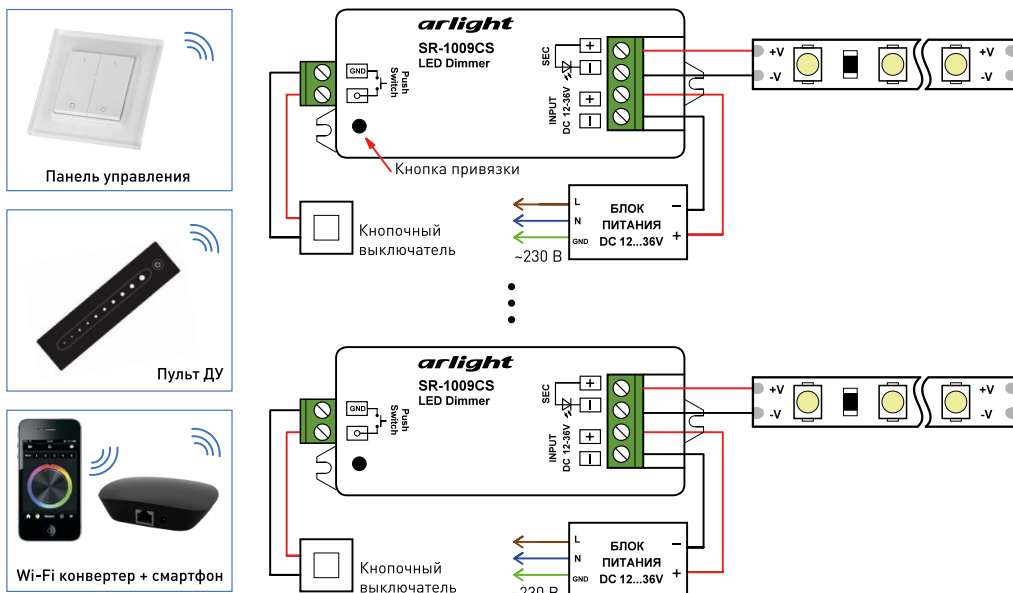 Панель управления
Пульт ДУ
Wi-Fi конвертер + смартфон
arlight
SR-1009CS
LED Dimmer
GND
Push
Switch
SEC
+
−
INPUT
DC 12-36V
+
−
+V
-V
+V
-V
Кнопка привязки
Кнопочный
выключатель
L
N
GND
~230 В
БЛОК
ПИТАНИЯ
DC 12...36V
−
+
arlight
SR-1009CS
LED Dimmer
GND
Push
Switch
SEC
+
−
INPUT
DC 12-36V
+
−
+V
-V
+V
-V
Кнопочный
выключатель
L
N
GND
~230 В
БЛОК
ПИТАНИЯ
DC 12...36V
−
+